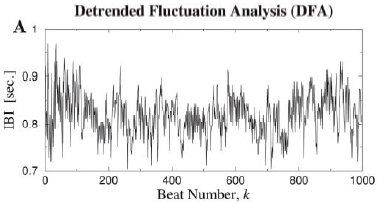 Detrended Fluctuation Analysis (DFA)
A
1
0.9
0.8
0.7
IBI [sec.]
0 200 400 600 800 1000
Beat Number, k